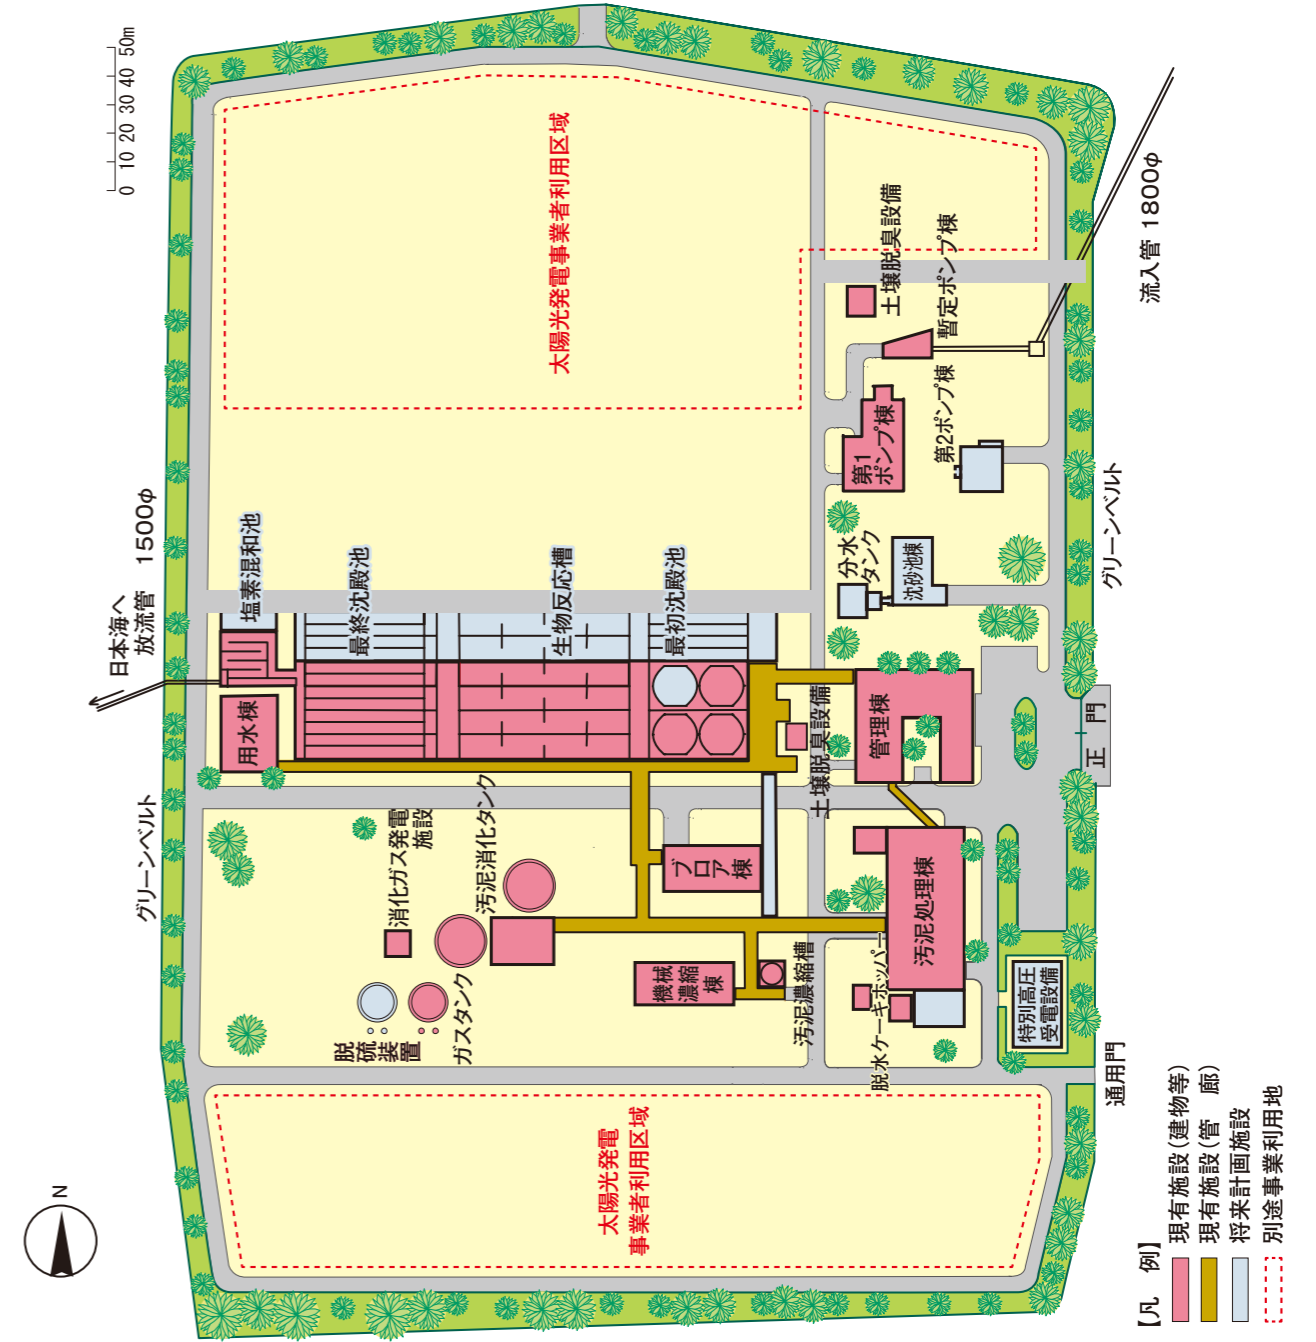 0 10 20 30 40 50m
N
日本海へ
放流管 1500φ
グリーンベルト
塩素混和池
最終沈殿池
生物反応槽
最初沈殿池
用水棟
太陽光発電事業者利用区域
土壌脱臭設備
暫定ポンプ棟
流入管 1800φ
第1
ポンプ棟
第2ポンプ棟
分水
タンク
沈砂池棟
グリーンベルト
管理棟
土壌脱臭設備
正 門
消化ガス発電
施設
汚泥消化タンク
ブロア棟
ガスタンク
脱硫装置
機械
濃縮
棟
汚泥濃縮槽
汚泥処理棟
脱水ケーキホッパー
特別高圧
受電設備
通用門
太陽光発電
事業者利用区域
【凡 例】
現有施設(建物等)
現有施設(管 廊)
将来計画施設
別途事業利用地